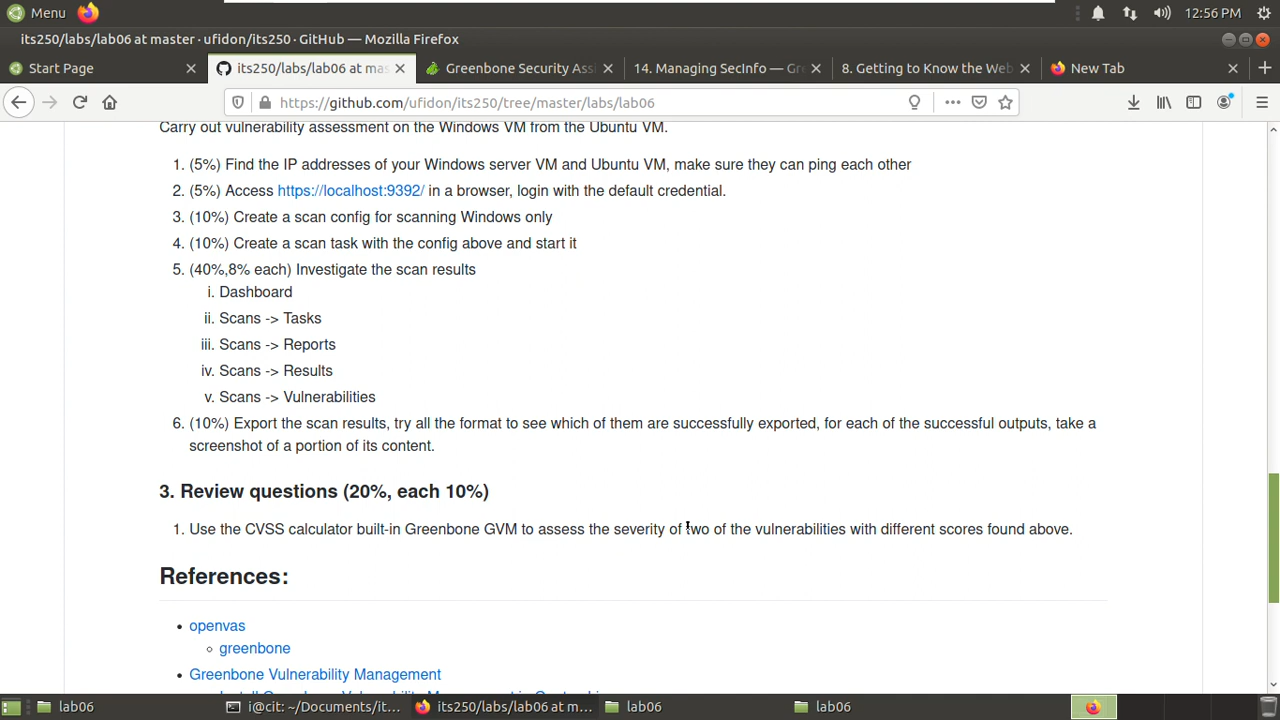 Menu
12:56 PM
its250/labs/lab06 at master · ufidon/its250 · GitHub — Mozilla Firefox
Start Page
its250/labs/lab06 at mas
Greenbone Security Assi
14. Managing SecInfo — Gr
8. Getting to Know the Web
New Tab
https://github.com/ufidon/its250/tree/master/labs/lab06
Carry out vulnerability assessment on the Windows VM from the Ubuntu VM.
1. (5%) Find the IP addresses of your Windows server VM and Ubuntu VM, make sure they can ping each other
2. (5%) Access https://localhost:9392/ in a browser, login with the default credential.
3. (10%) Create a scan config for scanning Windows only
4. (10%) Create a scan task with the config above and start it
5. (40%,8% each) Investigate the scan results
i. Dashboard
ii. Scans -> Tasks
iii. Scans -> Reports
iv. Scans -> Results
v. Scans -> Vulnerabilities
6. (10%) Export the scan results, try all the format to see which of them are successfully exported, for each of the successful outputs, take a
screenshot of a portion of its content.
3. Review questions (20%, each 10%)
1. Use the CVSS calculator built-in Greenbone GVM to assess the severity of two of the vulnerabilities with different scores found above.
References:
openvas
greenbone
Greenbone Vulnerability Management
lab06
i@cit: ~/Documents/it...
its250/labs/lab06 at m...
lab06
lab06